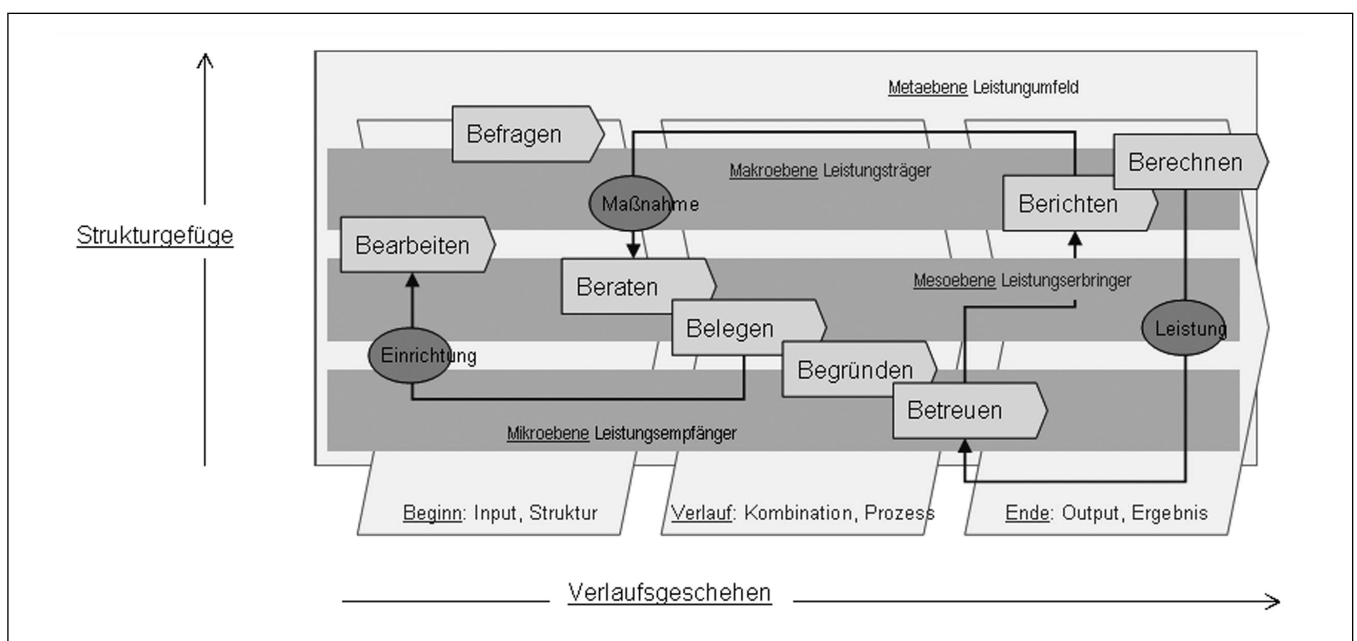 Metaebene Leistungumfeld
Befragen
Berechnen
Makroebene Leistungsträger
Maßnahme
Berichten
Strukturgefüge
Bearbeiten
Beraten
Mesoebene Leistungserbringer
Belegen
Leistung
Einrichtung
Begründen
Betreuen
Mikroebene Leistungsempfänger
Beginn: Input, Struktur
Verlauf: Kombination, Prozess
Ende: Output, Ergebnis
Verlaufsgeschehen